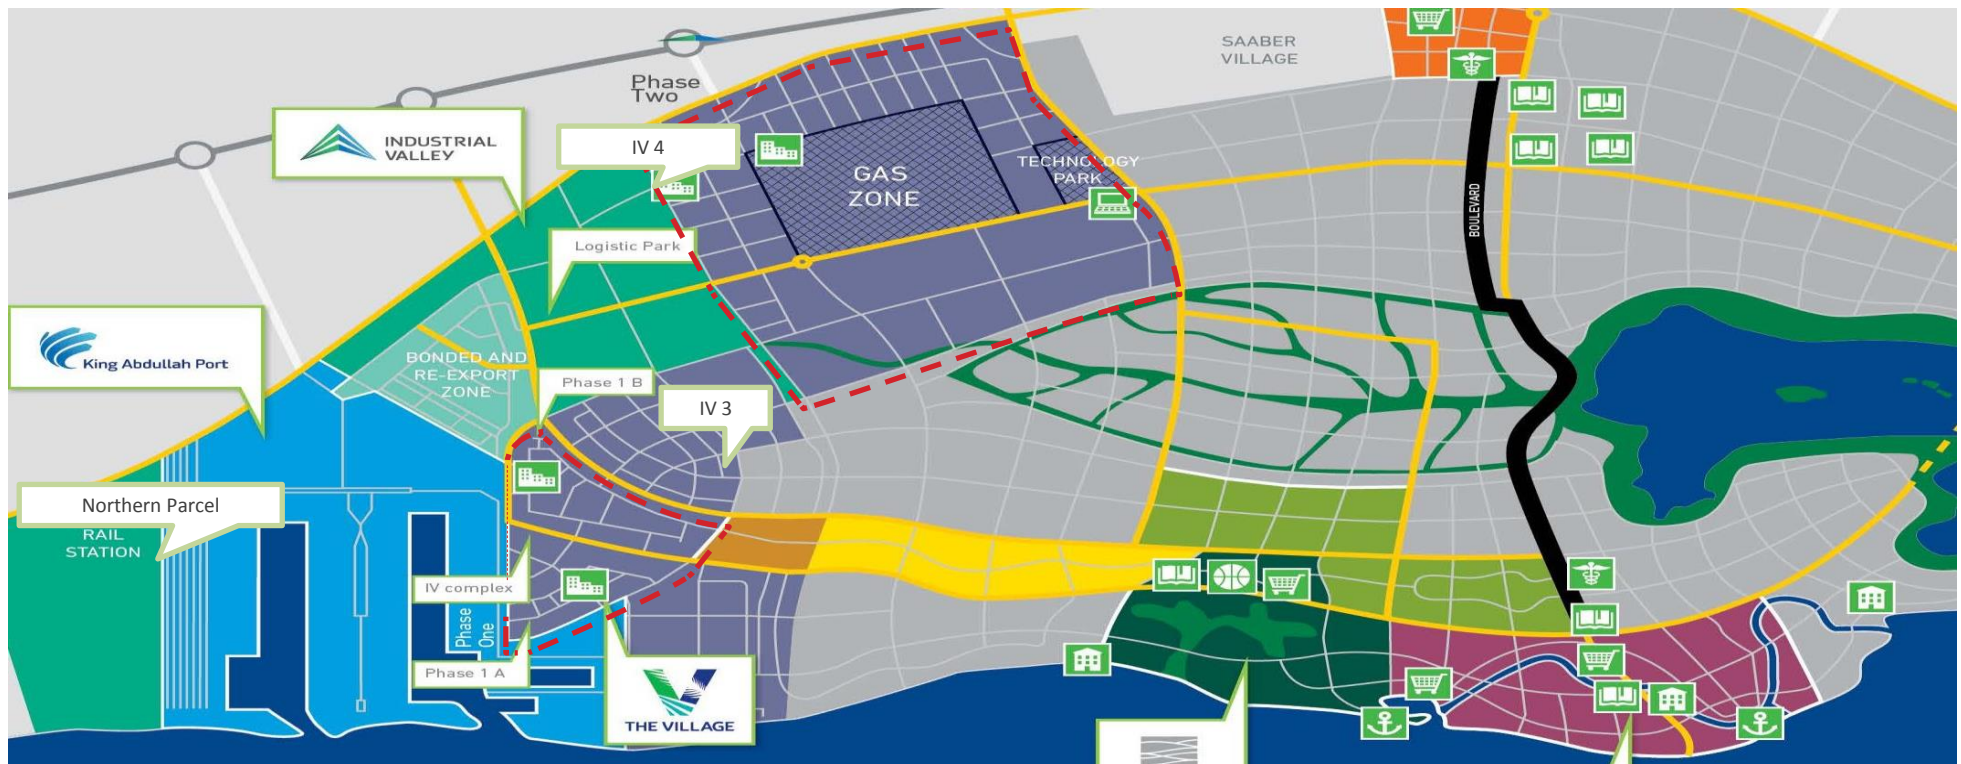 SAABER
VILLAGE
Phase
Two
INDUSTRIAL
VALLEY
IV 4
GAS
ZONE
TECHNOLOGY
PARK
BOULEVARD
Logistic Park
King Abdullah Port
BONDED AND
RE-EXPORT
ZONE
Phase 1 B
IV 3
Northern Parcel
RAIL
STATION
IV complex
Phase
One
Phase 1 A
THE VILLAGE